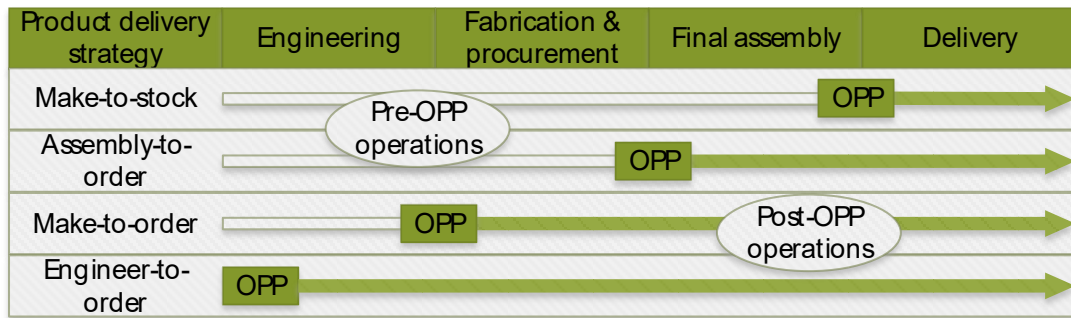 Product delivery
strategy
Engineering
Fabrication &
procurement
Final assembly
Delivery
Make-to-stock
OPP
Pre-OPP
operations
Assembly-to-
order
OPP
Make-to-order
OPP
Post-OPP
operations
Engineer-to-
order
OPP